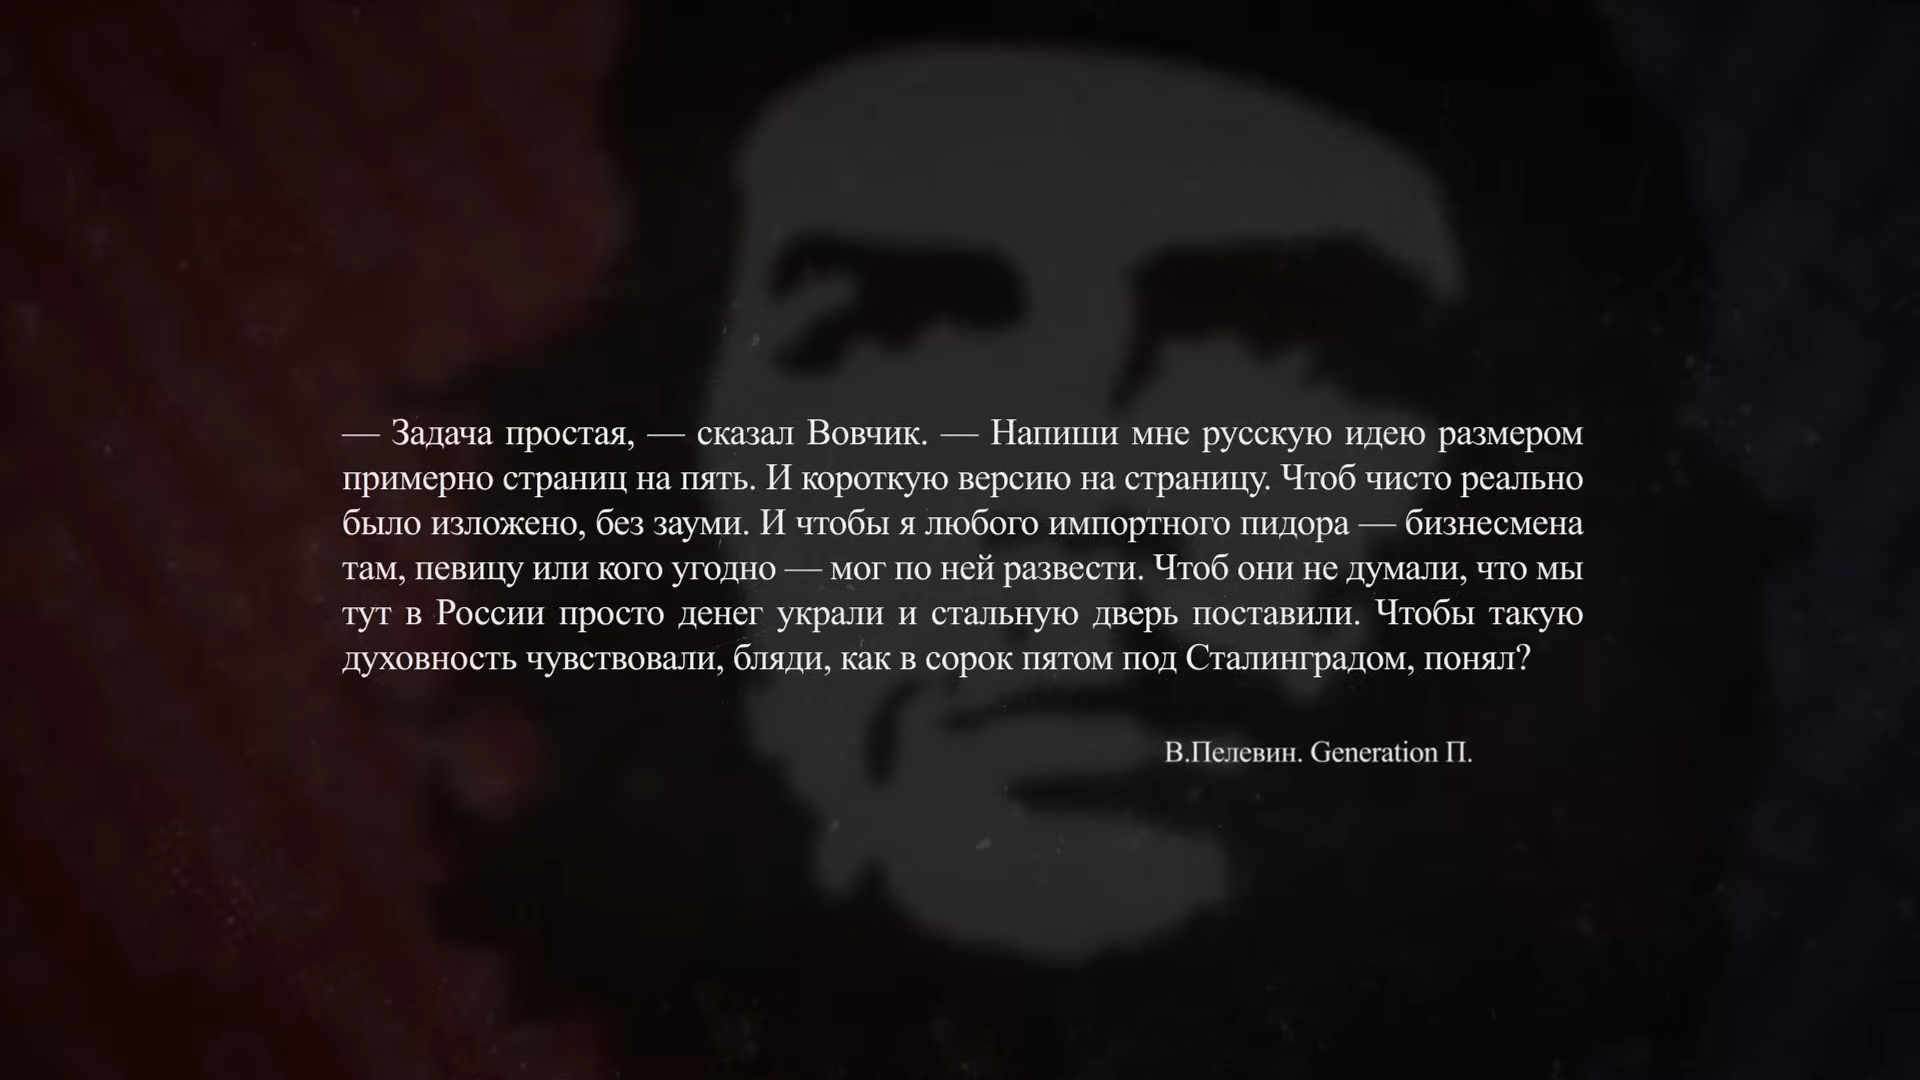 — Задача простая, — сказал Вовчик. — Напиши мне русскую идею размером
примерно страниц на пять. И короткую версию на страницу. Чтоб чисто реально
было изложено, без зауми. И чтобы я любого импортного пидора — бизнесмена
там, певицу или кого угодно — мог по ней развести. Чтоб они не думали, что мы
тут в России просто денег украли и стальную дверь поставили. Чтобы такую
духовность чувствовали, бляди, как в сорок пятом под Сталинградом, понял?
В.Пелевин. Generation П.